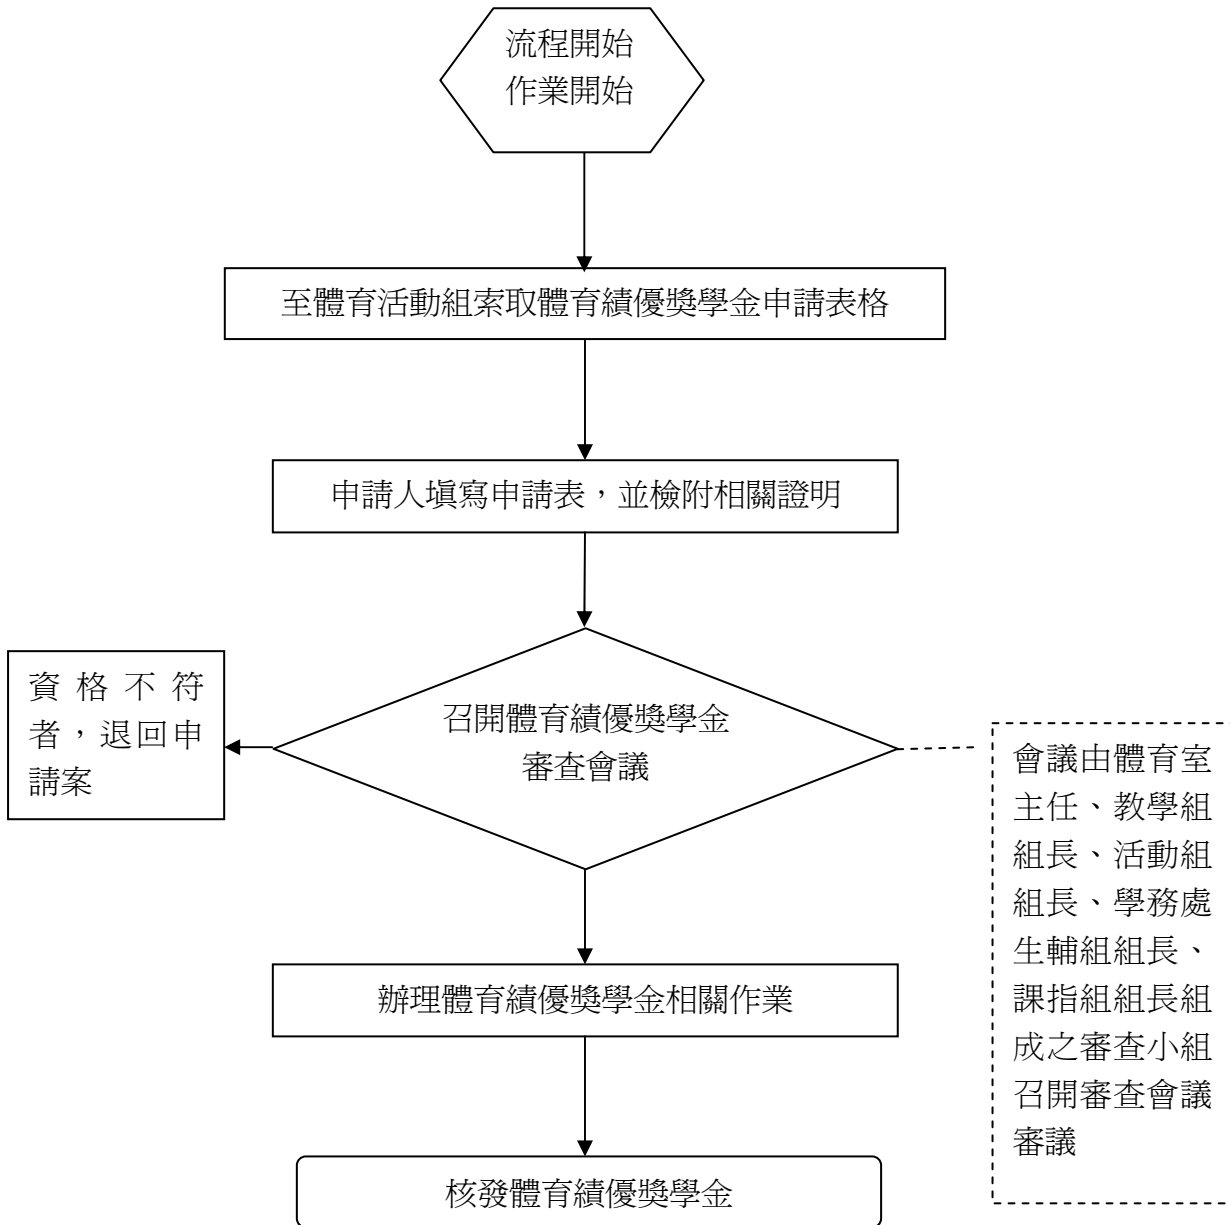 流程開始
作業開始
至體育活動組索取體育績優獎學金申請表格
申請人填寫申請表，並檢附相關證明
召開體育績優獎學金
審查會議
資格不符
者，退回申
請案
會議由體育室
主任、教學組
組長、活動組
組長、學務處
生輔組組長、
課指組組長組
成之審查小組
召開審查會議
審議
辦理體育績優獎學金相關作業
核發體育績優獎學金